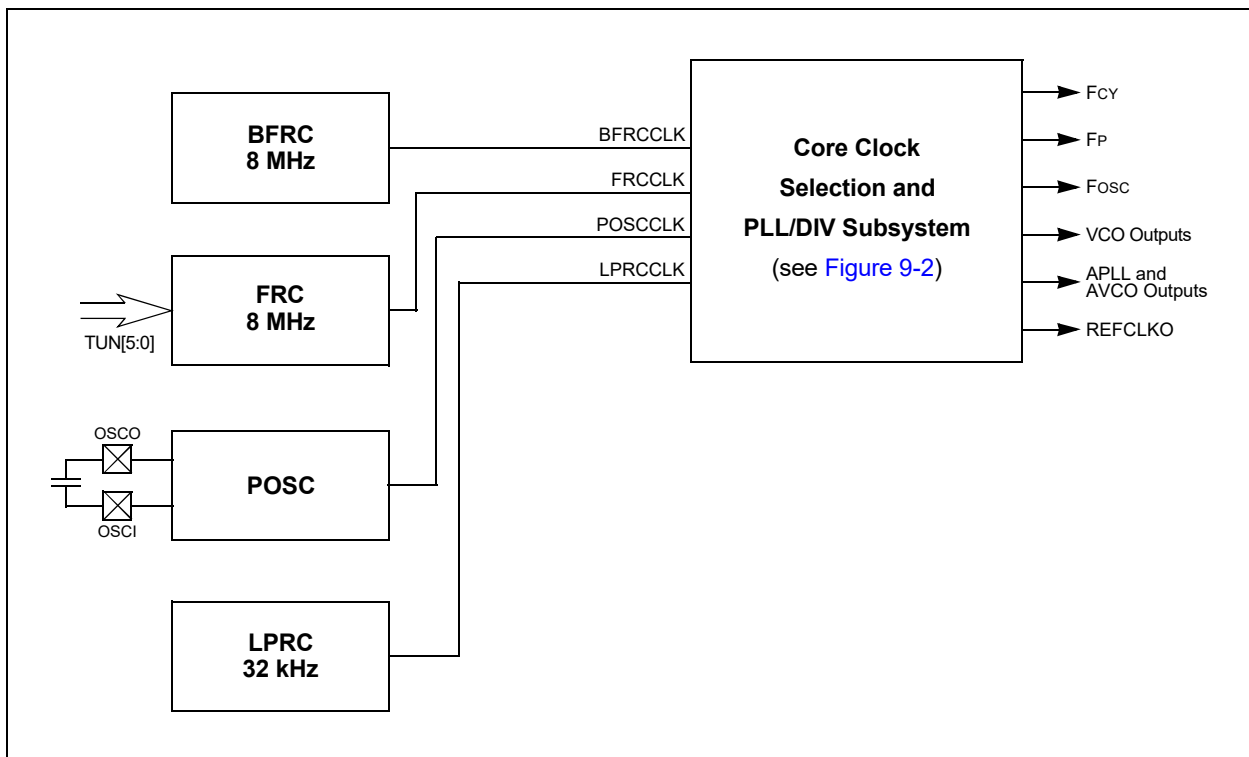 BFRC
8 MHz
FRC
8 MHz
TUN[5:0]
OSCO
OSCI
POSC
LPRC
32 kHz
BFRCCLK
FRCCLK
POSCCLK
LPRCCLK
Core Clock
Selection and
PLL/DIV Subsystem
(see Figure 9-2)
FCY
FP
FOSC
VCO Outputs
APLL and
AVCO Outputs
REFCLKO